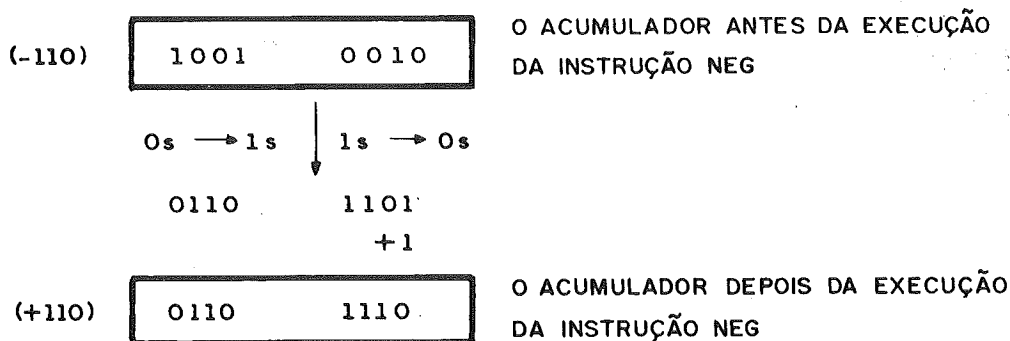 O ACUMULADOR ANTES DA EXECUÇÃO
(-110) 1001 0010
DA INSTRUÇÃO NEG
0s → 1s 1s → 0s
0110 1101
+1
O ACUMULADOR DEPOIS DA EXECUÇÃO
(+110) 0110 1110
DA INSTRUÇÃO NEG